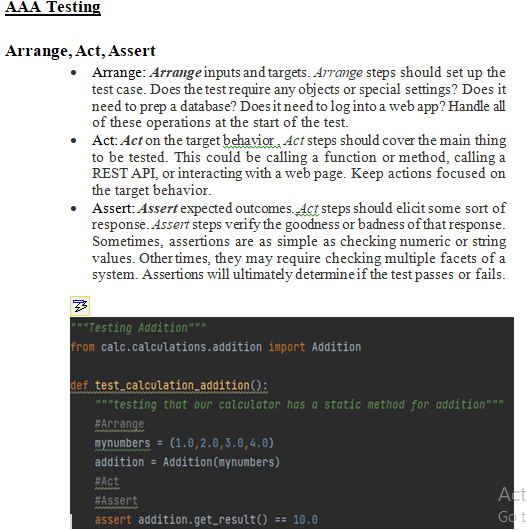 AAA Testing
Arrange, Act, Assert
• Arrange: Arrange inputs and targets. Arrange steps should set up the
test case. Does the test require any objects or special settings? Does it
need to prep a database? Does it need to log into a web app? Handle all
of these operations at the start of the test.
• Act: Act on the target behavior. Act steps should cover the main thing
to be tested. This could be calling a function or method, calling a
REST API, or interacting with a web page. Keep actions focused on
the target behavior.
• Assert: Assert expected outcomes. Act steps should elicit some sort of
response. Assert steps verify the goodness or badness of that response.
Sometimes, assertions are as simple as checking numeric or string
values. Other times, they may require checking multiple facets of a
system. Assertions will ultimately determine if the test passes or fails.
"""Testing Addition"""
from calc.calculations.addition import Addition
def test_calculation_addition():
"""testing that our calculator has a static method for addition"""
#Arrange
mynumbers = (1.0,2.0,3.0,4.0)
addition = Addition(mynumbers)
#Act
#Assert
assert addition.get_result() == 10.0
Act
Go t